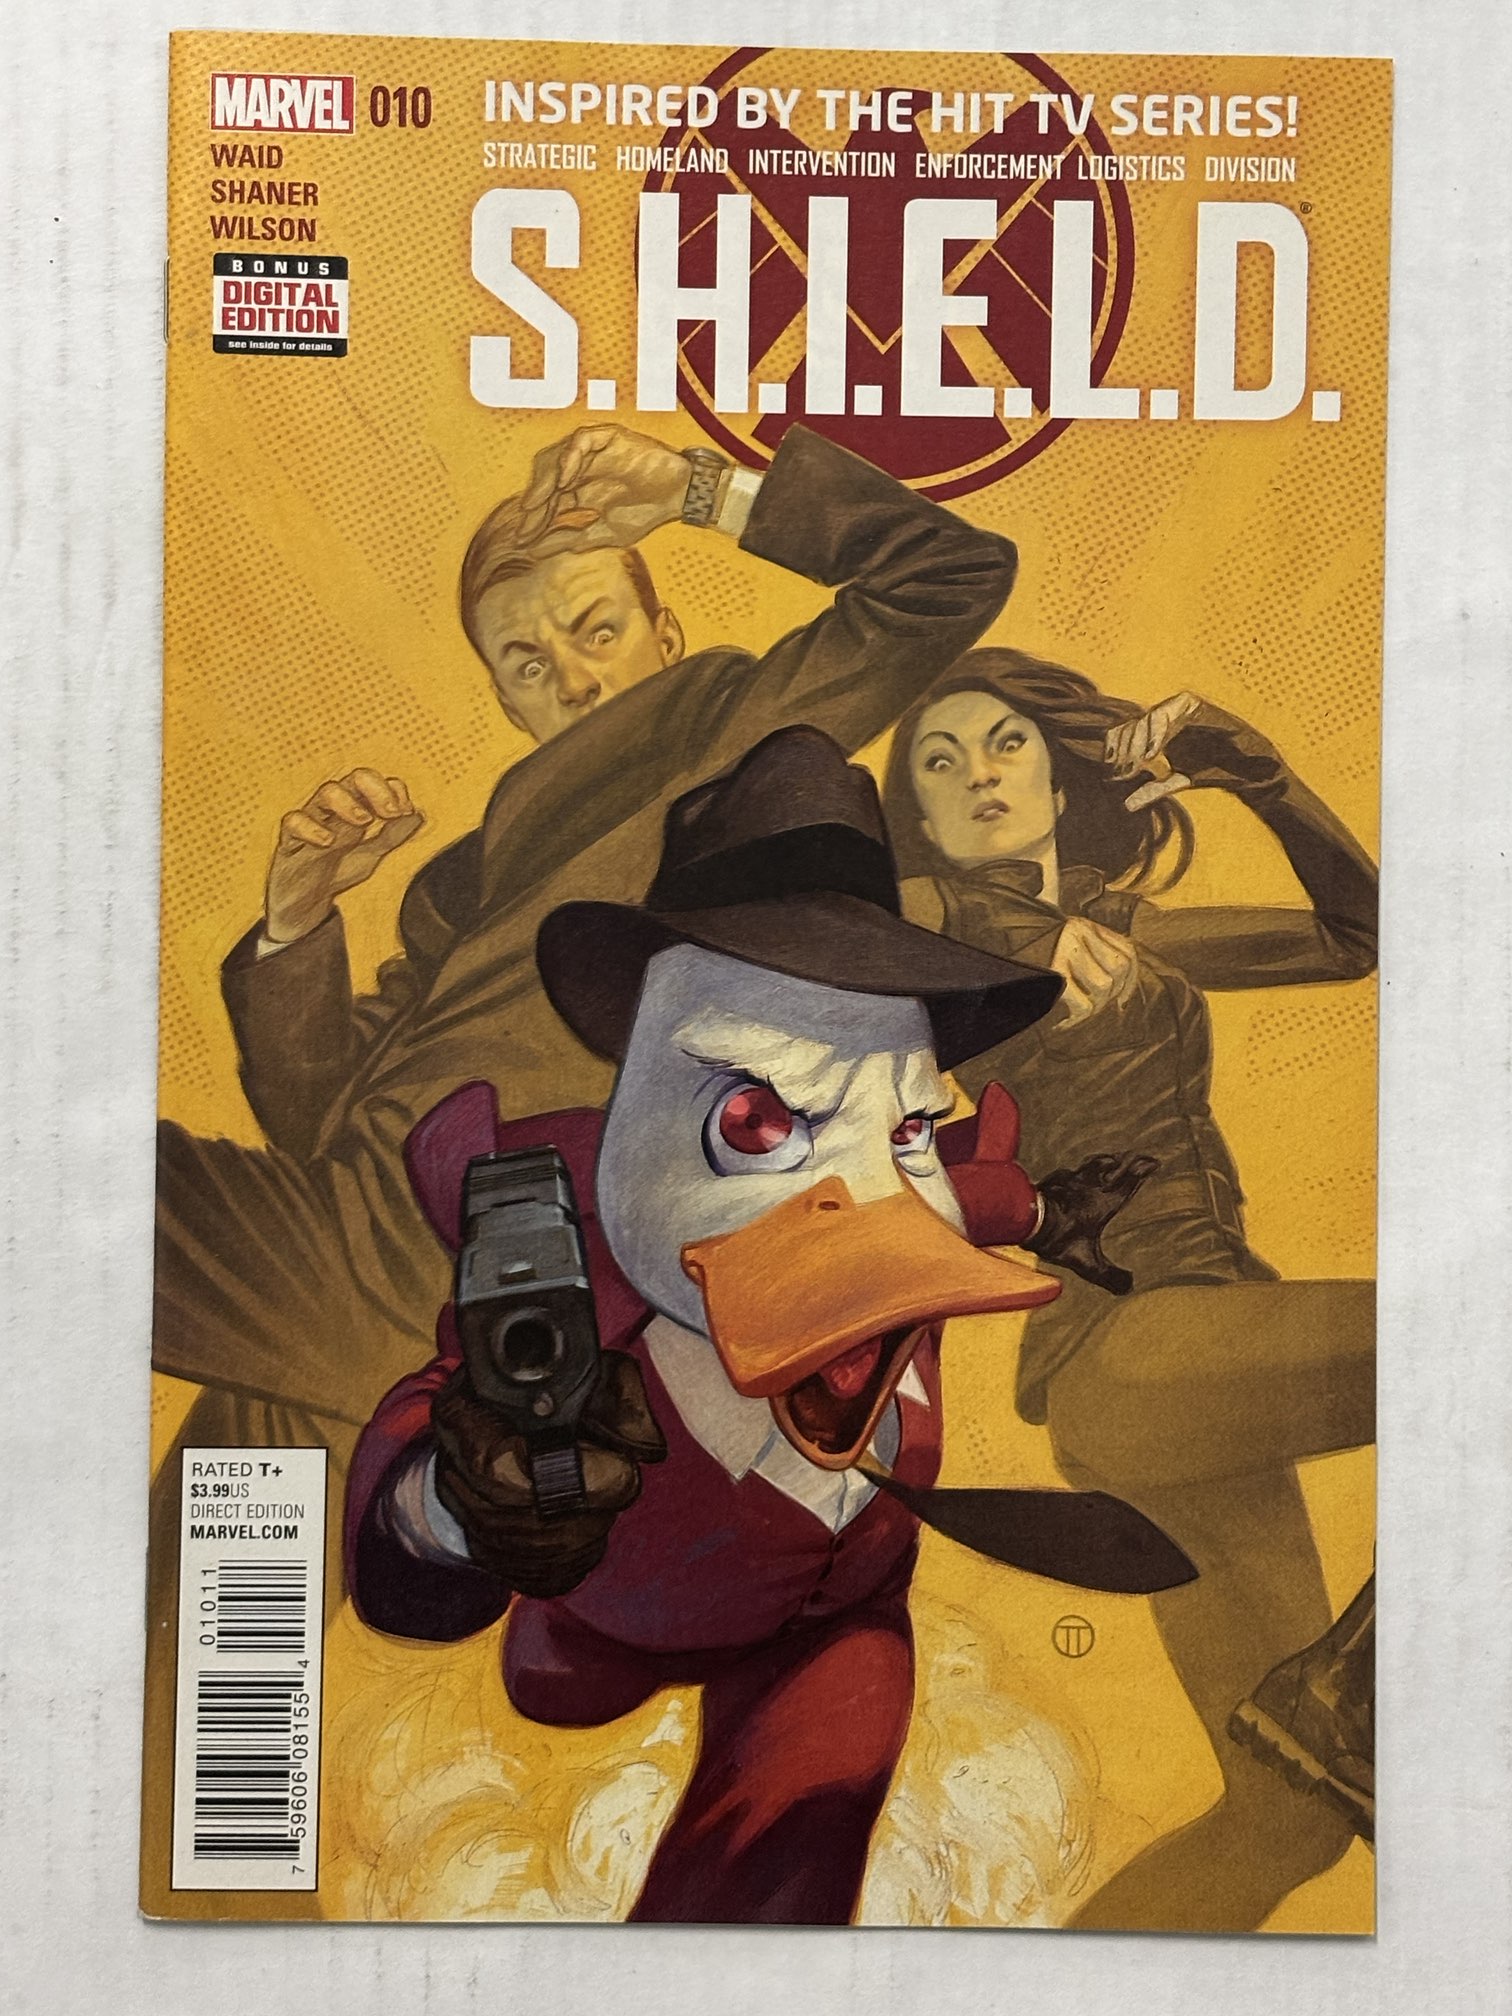 MARVEL 010
WAID
SHANER
WILSON
BONUS
DIGITAL
EDITION
see inside for details
INSPIRED BY THE HIT TV SERIES!
STRATEGIC HOMELAND INTERVENTION ENFORCEMENT LOGISTICS DIVISION
S.H.I.E.L.D.®
RATED T+
$3.99US
DIRECT EDITION
MARVEL.COM
01011
7 59606 08155 4